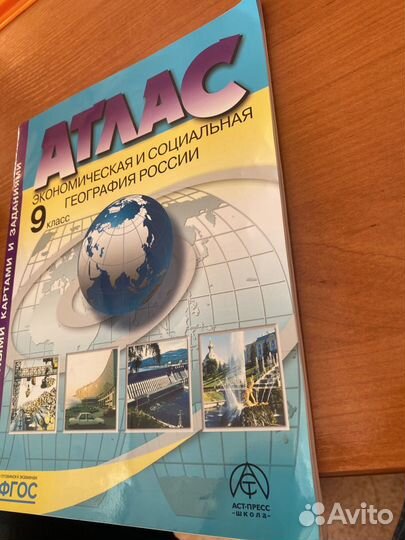 АТЛАС
ЭКОНОМИЧЕСКАЯ И СОЦИАЛЬНАЯ
ГЕОГРАФИЯ РОССИИ
9 класс
КАРТАМИ И ЗАДАНИЯМИ
ФГОС
АСТ-ПРЕСС
-ШКОЛА-
Avito